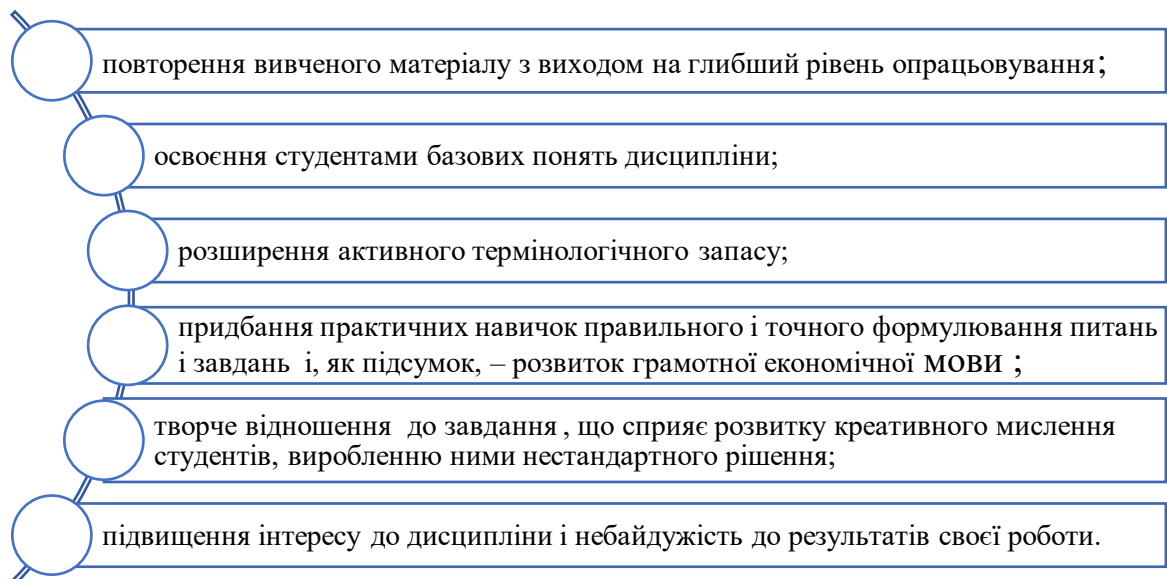 повторення вивченого матеріалу з виходом на глибший рівень опрацьовування;
освоєння студентами базових понять дисципліни;
розширення активного термінологічного запасу;
придбання практичних навичок правильного і точного формулювання питань
і завдань і, як підсумок, – розвиток грамотної економічної мови ;
творче відношення до завдання , що сприяє розвитку креативного мислення
студентів, виробленню ними нестандартного рішення;
підвищення інтересу до дисципліни і небайдужість до результатів своєї роботи.